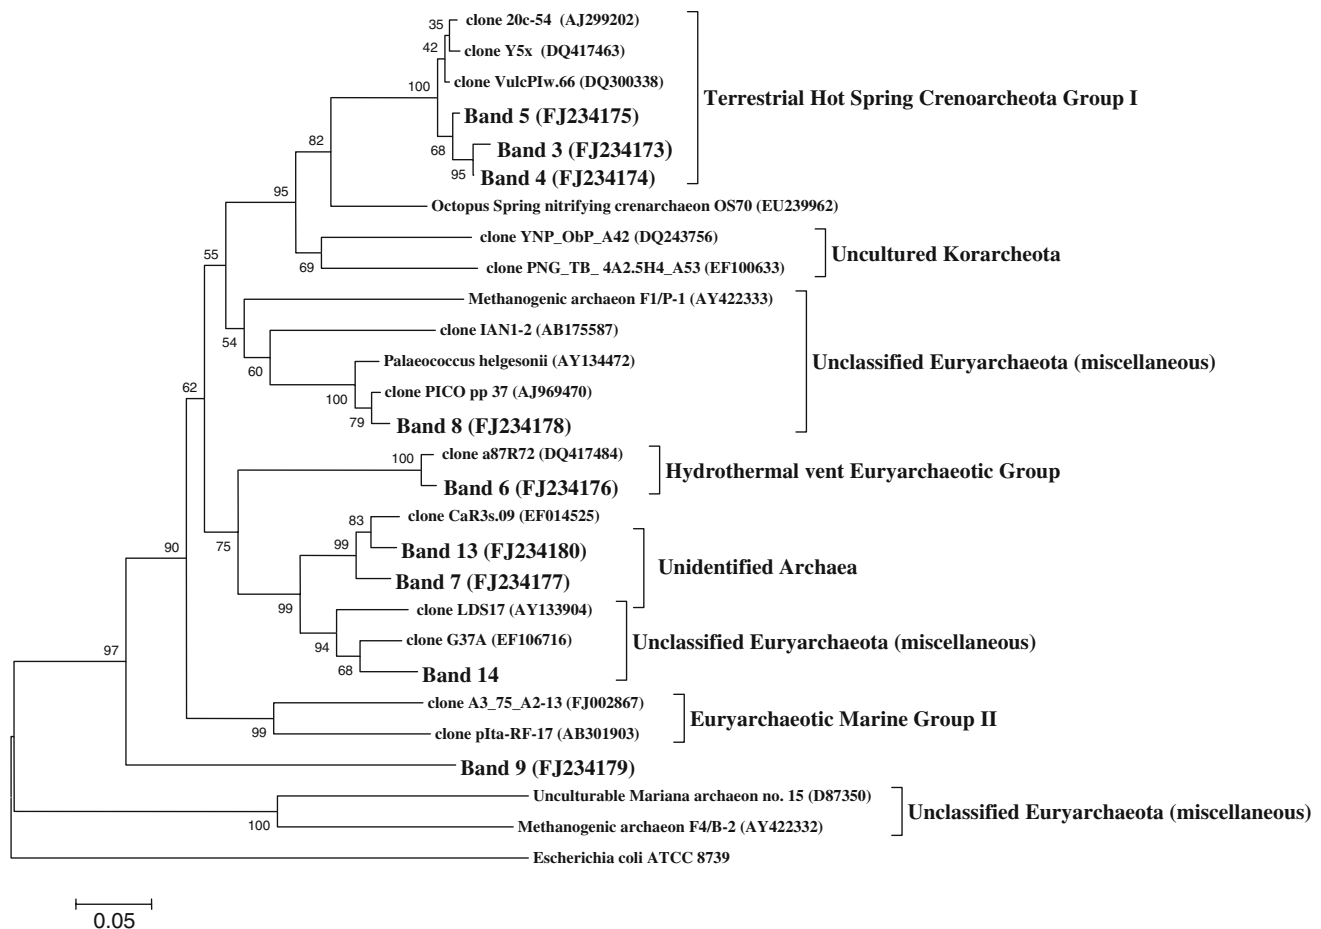 35
clone 20c-54 (AJ299202)
42
clone Y5x (DQ417463)
100
clone VulcPIw.66 (DQ300338)
Terrestrial Hot Spring Crenoarcheota Group I
Band 5 (FJ234175)
82
68
Band 3 (FJ234173)
95
Band 4 (FJ234174)
95
Octopus Spring nitrifying crenarchaeon OS70 (EU239962)
clone YNP_ObP_A42 (DQ243756)
55
Uncultured Korarcheota
69
clone PNG_TB_ 4A2.5H4_A53 (EF100633)
Methanogenic archaeon F1/P-1 (AY422333)
54
clone IAN1-2 (AB175587)
60
Palaeococcus helgesonii (AY134472)
Unclassified Euryarchaeota (miscellaneous)
62
100
clone PICO pp 37 (AJ969470)
79
Band 8 (FJ234178)
100
clone a87R72 (DQ417484)
Hydrothermal vent Euryarchaeotic Group
Band 6 (FJ234176)
83
clone CaR3s.09 (EF014525)
90
75
99
Band 13 (FJ234180)
Unidentified Archaea
Band 7 (FJ234177)
99
clone LDS17 (AY133904)
94
clone G37A (EF106716)
Unclassified Euryarchaeota (miscellaneous)
97
68
Band 14
clone A3_75_A2-13 (FJ002867)
Euryarchaeotic Marine Group II
99
clone pIta-RF-17 (AB301903)
Band 9 (FJ234179)
Unculturable Mariana archaeon no. 15 (D87350)
Unclassified Euryarchaeota (miscellaneous)
100
Methanogenic archaeon F4/B-2 (AY422332)
Escherichia coli ATCC 8739
0.05